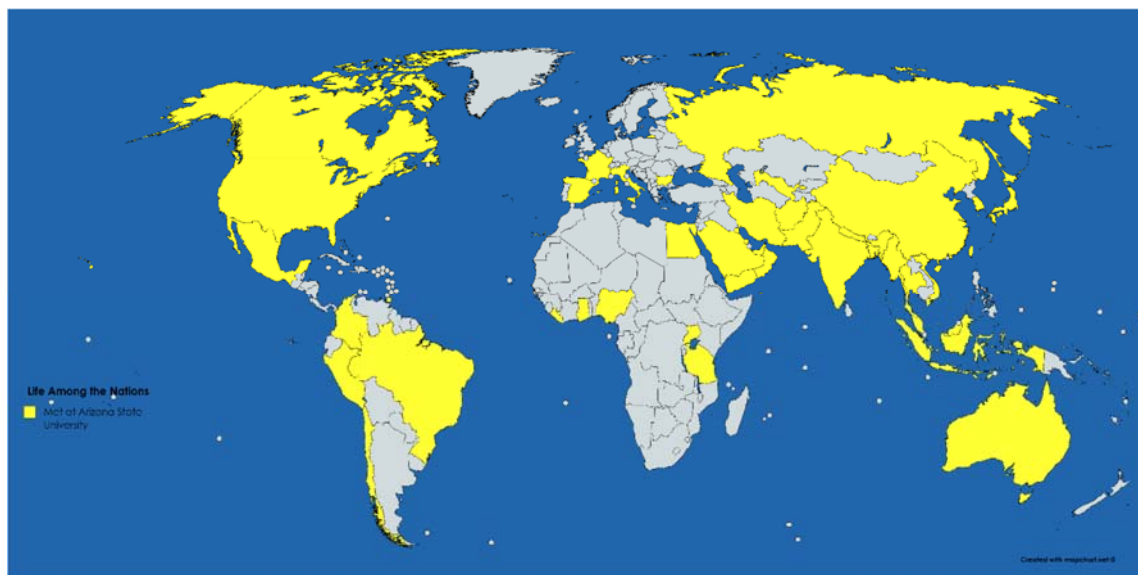 Life Among the Nations
Met at Arizona State
University
Created with mapchart.net ©